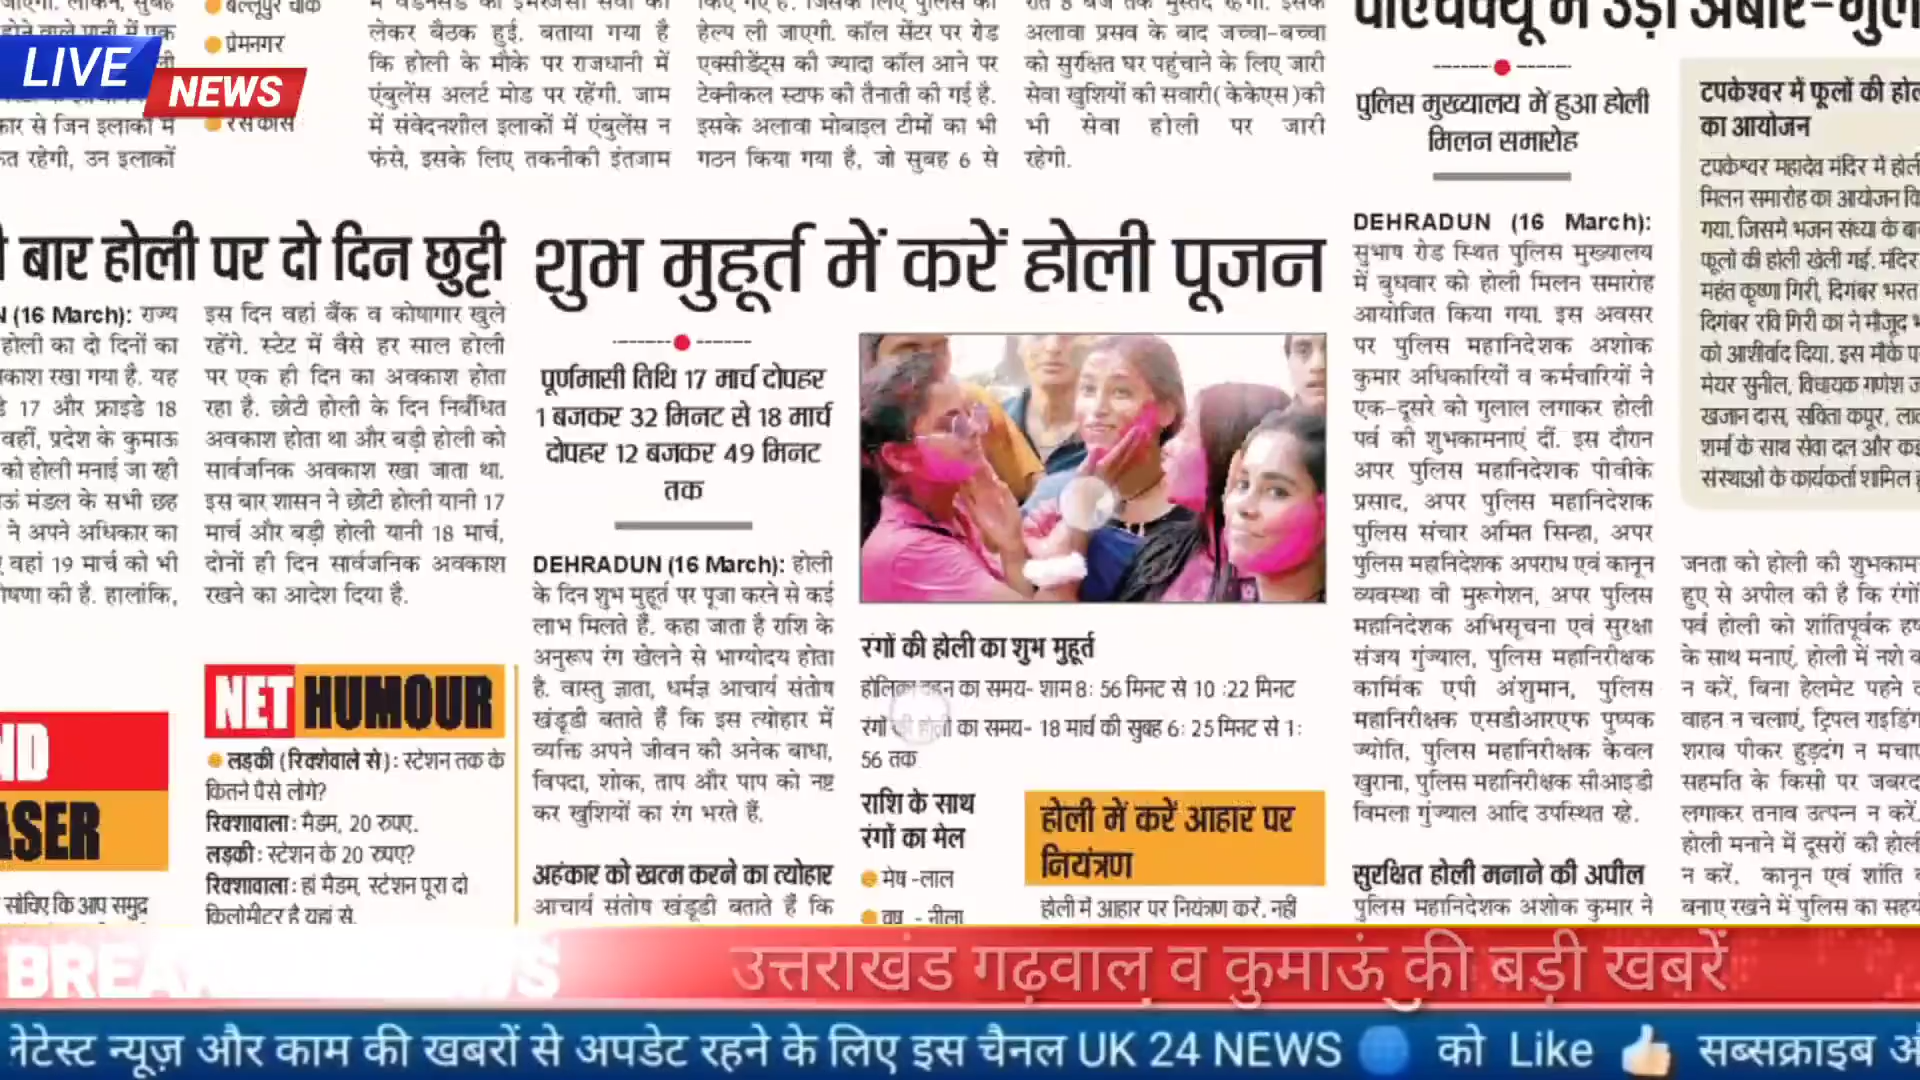 LIVE
NEWS
बल्लूपुर चौक
प्रेमनगर
रेसकोर्स
होने वाले पानी में एक
कार से जिन इलाकों में
रहेगी, उन इलाकों
लेकर बैठक हुई. बताया गया है
कि होली के मौके पर राजधानी में
एंबुलेंस अलर्ट मोड पर रहेंगी. जाम
में संवेदनशील इलाकों में एंबुलेंस न
फंसे, इसके लिए तकनीकी इंतजाम
किए गए है. जिसके लिए पुलिस की
हेल्प ली जाएगी. कॉल सेंटर पर रोड
एक्सीडेंट्स की ज्यादा कॉल आने पर
टेक्नीकल स्टाफ की तैनाती की गई है.
इसके अलावा मोबाइल टीमों का भी
गठन किया गया है, जो सुबह 6 से
रात 8 बजे तक मुस्तैद रहेंगी. इसके
अलावा प्रसव के बाद जच्चा-बच्चा
को सुरक्षित घर पहुंचाने के लिए जारी
सेवा खुशियों की सवारी(केकेएस)की
भी सेवा होली पर जारी
रहेगी.
बार होली पर दो दिन छुट्टी
(16 March): राज्य
होली का दो दिनों का
रखा गया है. यह
17 और फ्राइडे 18
वहीं, प्रदेश के कुमाऊ
को होली मनाई जा रही
मंडल के सभी छह
ने अपने अधिकार का
वहां 19 मार्च को भी
की है. हालांकि,
इस दिन वहां बैंक व कोषागार खुले
रहेंगे. स्टेट में वैसे हर साल होली
पर एक ही दिन का अवकाश होता
रहा है. छोटी होली के दिन निर्बंधित
अवकाश होता था और बड़ी होली को
सार्वजनिक अवकाश रखा जाता था.
इस बार शासन ने छोटी होली यानी 17
मार्च और बड़ी होली यानी 18 मार्च,
दोनों ही दिन सार्वजनिक अवकाश
रखने का आदेश दिया है.
NET HUMOUR
लड़की (रिक्शेवाले से): स्टेशन तक के
कितने पैसे लोगे?
रिक्शावाला: मैडम, 20 रुपए.
लड़की: स्टेशन के 20 रुपए?
रिक्शावाला: हां मैडम, स्टेशन पूरा दो
किलोमीटर है यहां से.
सोचिए कि आप समुद्र
शुभ मुहूर्त में करें होली पूजन
पूर्णमासी तिथि 17 मार्च दोपहर
1 बजकर 32 मिनट से 18 मार्च
दोपहर 12 बजकर 49 मिनट
तक
DEHRADUN (16 March): होली
के दिन शुभ मुहूर्त पर पूजा करने से कई
लाभ मिलते हैं. कहा जाता है राशि के
अनुरूप रंग खेलने से भाग्योदय होता
है. वास्तु ज्ञाता, धर्मज्ञ आचार्य संतोष
खंडूडी बताते हैं कि इस त्योहार में
व्यक्ति अपने जीवन की अनेक बाधा,
विपदा, शोक, ताप और पाप को नष्ट
कर खुशियों का रंग भरते हैं.
अहंकार को खत्म करने का त्योहार
आचार्य संतोष खंडूडी बताते हैं कि
रंगों की होली का शुभ मुहूर्त
होलिका दहन का समय- शाम 8: 56 मिनट से 10 :22 मिनट
रंगों की होली का समय- 18 मार्च की सुबह 6: 25 मिनट से 1:
56 तक
राशि के साथ
रंगों का मेल
मेष -लाल
वृष - नीला
होली में करें आहार पर
नियंत्रण
होली में आहार पर नियंत्रण करें. नहीं
पुलिस मुख्यालय में हुआ होली
मिलन समारोह
DEHRADUN (16 March):
सुभाष रोड स्थित पुलिस मुख्यालय
में बुधवार को होली मिलन समारोह
आयोजित किया गया. इस अवसर
पर पुलिस महानिदेशक अशोक
कुमार अधिकारियों व कर्मचारियों ने
एक-दूसरे को गुलाल लगाकर होली
पर्व की शुभकामनाएं दीं. इस दौरान
अपर पुलिस महानिदेशक पीवीके
प्रसाद, अपर पुलिस महानिदेशक
पुलिस संचार अमित सिन्हा, अपर
पुलिस महानिदेशक अपराध एवं कानून
व्यवस्था वी मुरूगेशन, अपर पुलिस
महानिदेशक अभिसूचना एवं सुरक्षा
संजय गुंज्याल, पुलिस महानिरीक्षक
कार्मिक एपी अंशुमान, पुलिस
महानिरीक्षक एसडीआरएफ पुष्पक
ज्योति, पुलिस महानिरीक्षक केवल
खुराना, पुलिस महानिरीक्षक सीआइडी
विमला गुंज्याल आदि उपस्थित रहे.
सुरक्षित होली मनाने की अपील
पुलिस महानिदेशक अशोक कुमार ने
टपकेश्वर में फूलों की
का आयोजन
टपकेश्वर महादेव मंदिर में
मिलन समारोह का आयोजन
गया. जिसमें भजन संध्या के
फूलों की होली खेली गई. मंदिर
महंत कृष्णा गिरी, दिगंबर भरत
दिगंबर रवि गिरी का ने मौजूद
को आशीर्वाद दिया. इस मौके
मेयर सुनील, विधायक गणेश
खजान दास, सविता कपूर,
शर्मा के साथ सेवा दल और
संस्थाओं के कार्यकर्ता शामिल
जनता को होली की
हुए से अपील की है कि रंगों
पर्व होली को शांतिपूर्वक
के साथ मनाएं, होली में नशे
न करें, बिना हेलमेट पहने
वाहन न चलाएं, ट्रिपल
शराब पीकर हुड़दंग न
सहमति के किसी पर
लगाकर तनाव उत्पन्न न करें.
होली मनाने में दूसरों की
न करें. कानून एवं शांति
बनाए रखने में पुलिस का
उत्तराखंड गढ़वाल व कुमाऊं की बड़ी खबरें
न्यूज़ और काम की खबरों से अपडेट रहने के लिए इस चैनल UK 24 NEWS 🌐 को Like 👍 सब्सक्राइब